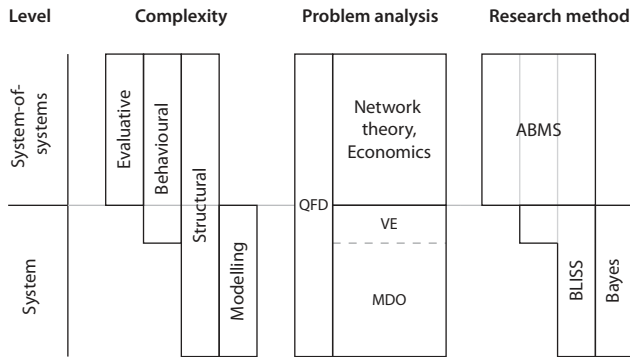 Level
Complexity
Problem analysis
Research method
System-of-
systems
Evaluative
Behavioural
Structural
Modelling
QFD
Network
theory,
Economics
ABMS
VE
MDO
System
BLISS
Bayes